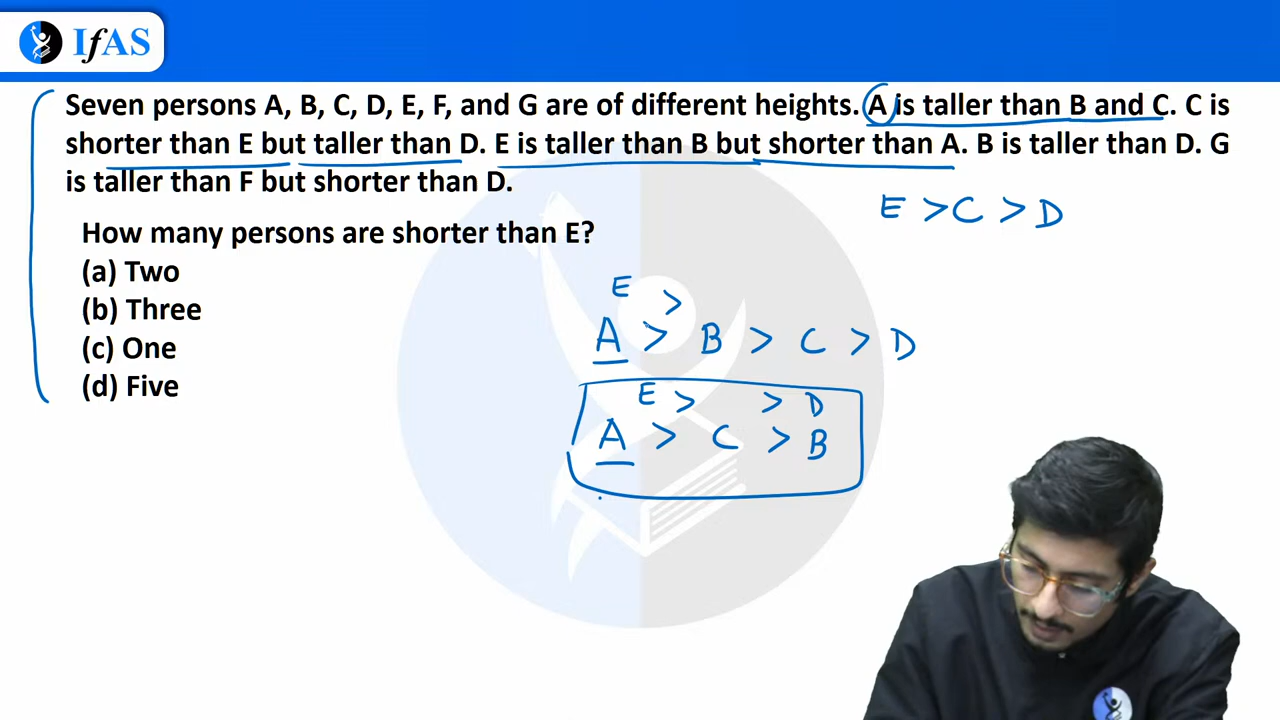 IfAS
Seven persons A, B, C, D, E, F, and G are of different heights. A is taller than B and C. C is
shorter than E but taller than D. E is taller than B but shorter than A. B is taller than D. G
is taller than F but shorter than D.
E > C > D
How many persons are shorter than E?
(a) Two
(b) Three
(c) One
(d) Five
E >
A > B > C > D
E > > D
A > C > B